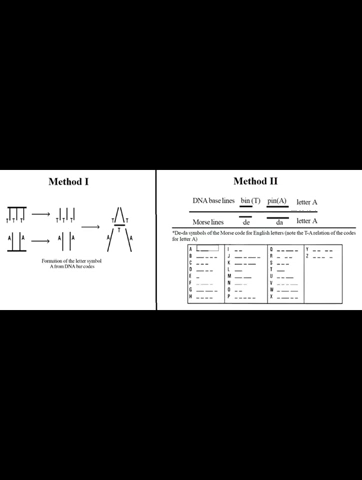 Method I
T T T T
T T T T
A A
A A
T T
T
A A
Formation of the letter symbol
A from DNA bar codes
Method II
DNA base lines bin (T) pin(A) letter A
Morse lines de da letter A
*De-da symbols of the Morse code for English letters (note the T-A relation of the codes
for letter A)
A I Q Y
B J R Z
C K S
D L T
E M U
F N V
G O W
H P X